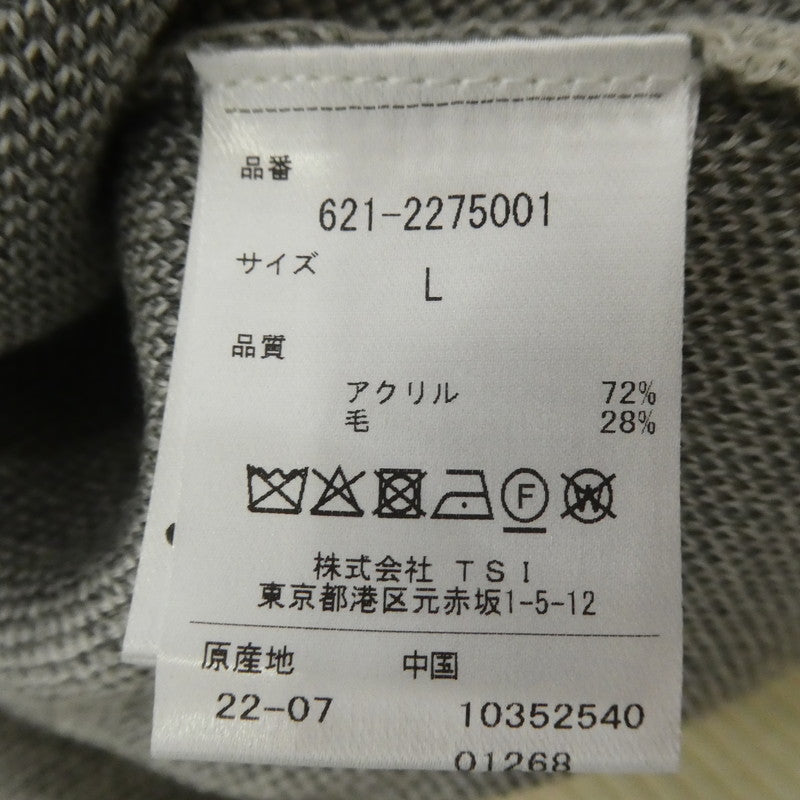 品番
621-2275001
サイズ
L
品質
アクリル 72%
毛 28%
F
W
株式会社 TSI
東京都港区元赤坂1-5-12
原産地 中国
22-07 10352540
01268